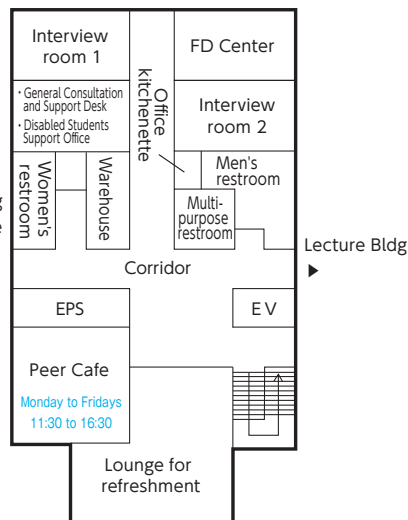 Interview
room 1
FD Center
・General Consultation
and Support Desk
・Disabled Students
Support Office
Office
kitchenette
Interview
room 2
Women's
restroom
Warehouse
Men's
restroom
Multi-
purpose
restroom
Corridor
Lecture Bldg
▶
EPS
EV
Peer Cafe
Monday to Fridays
11:30 to 16:30
Lounge for
refreshment